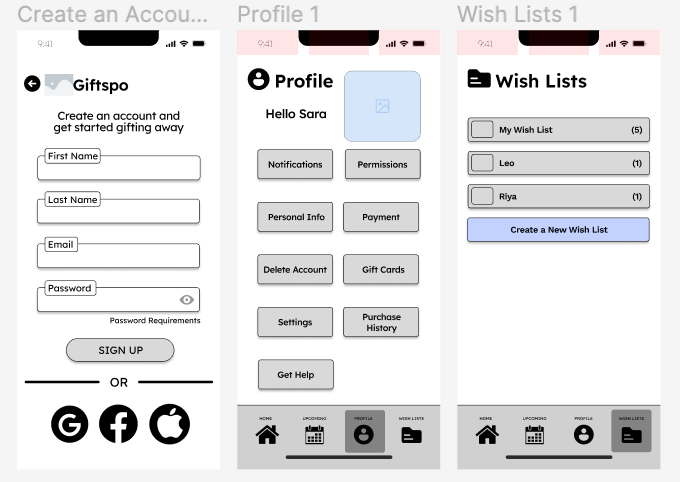 Create an Accou...
9:41
Giftspo
Create an account and
get started gifting away
First Name
Last Name
Email
Password
Password Requirements
SIGN UP
OR
G
Profile 1
9:41
Profile
Hello Sara
Notifications
Permissions
Personal Info
Payment
Delete Account
Gift Cards
Settings
Purchase
History
Get Help
HOME
UPCOMING
PROFILE
WISH LISTS
Wish Lists 1
9:41
Wish Lists
My Wish List (5)
Leo (1)
Riya (1)
Create a New Wish List
HOME
UPCOMING
PROFILE
WISH LISTS